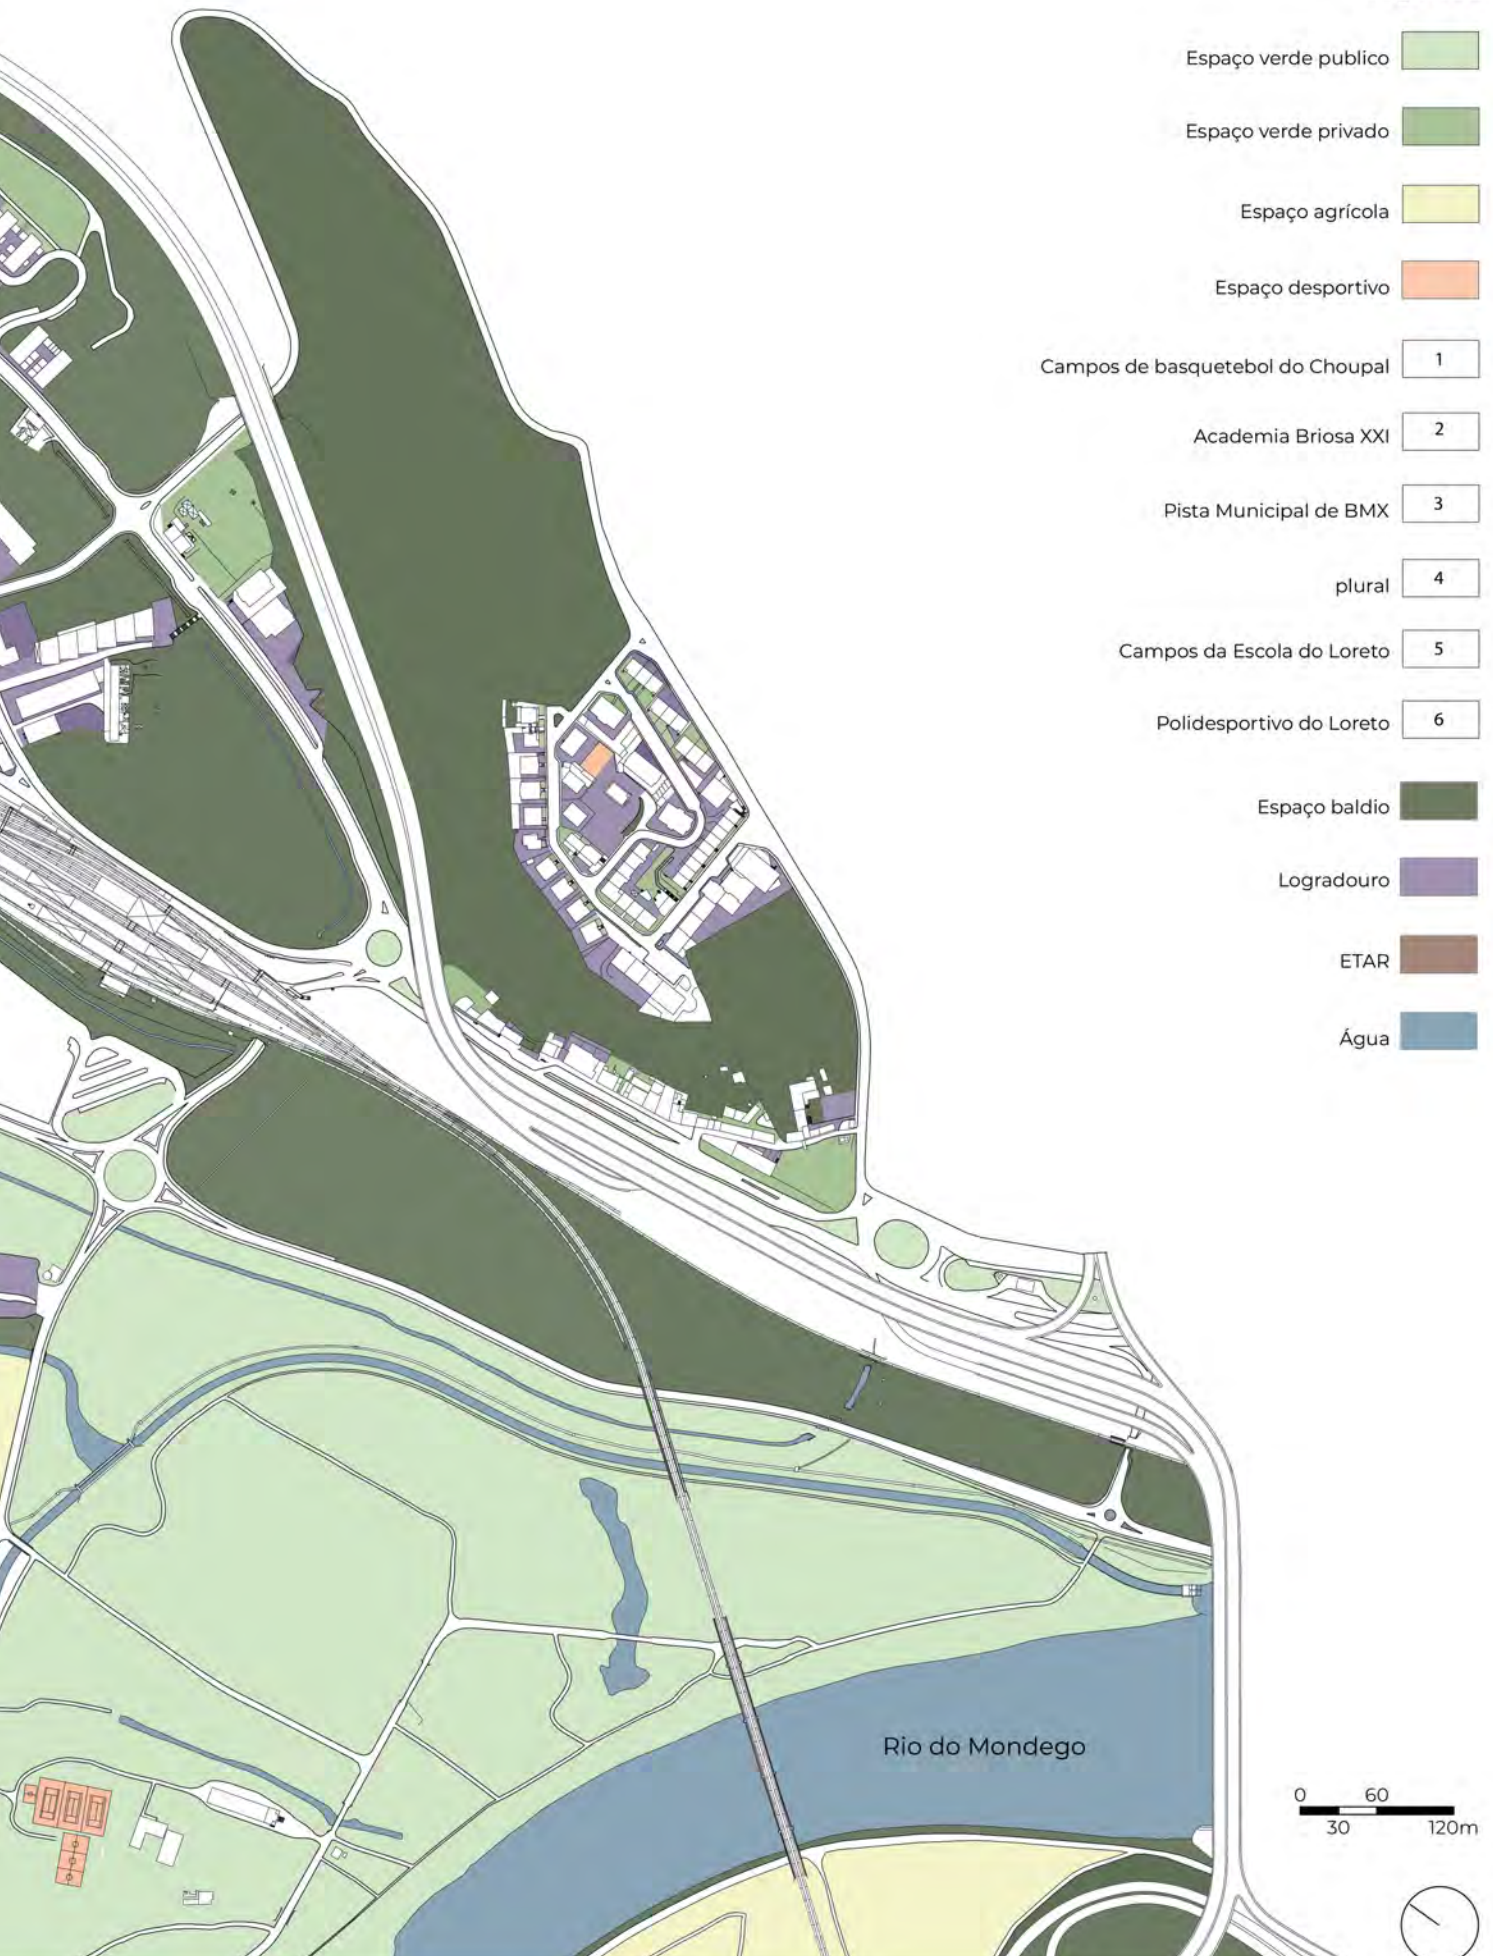 Espaço verde publico
Espaço verde privado
Espaço agrícola
Espaço desportivo
Campos de basquetebol do Choupal 1
Academia Briosa XXI 2
Pista Municipal de BMX 3
plural 4
Campos da Escola do Loreto 5
Polidesportivo do Loreto 6
Espaço baldio
Logradouro
ETAR
Água
Rio do Mondego
0 60
30 120m